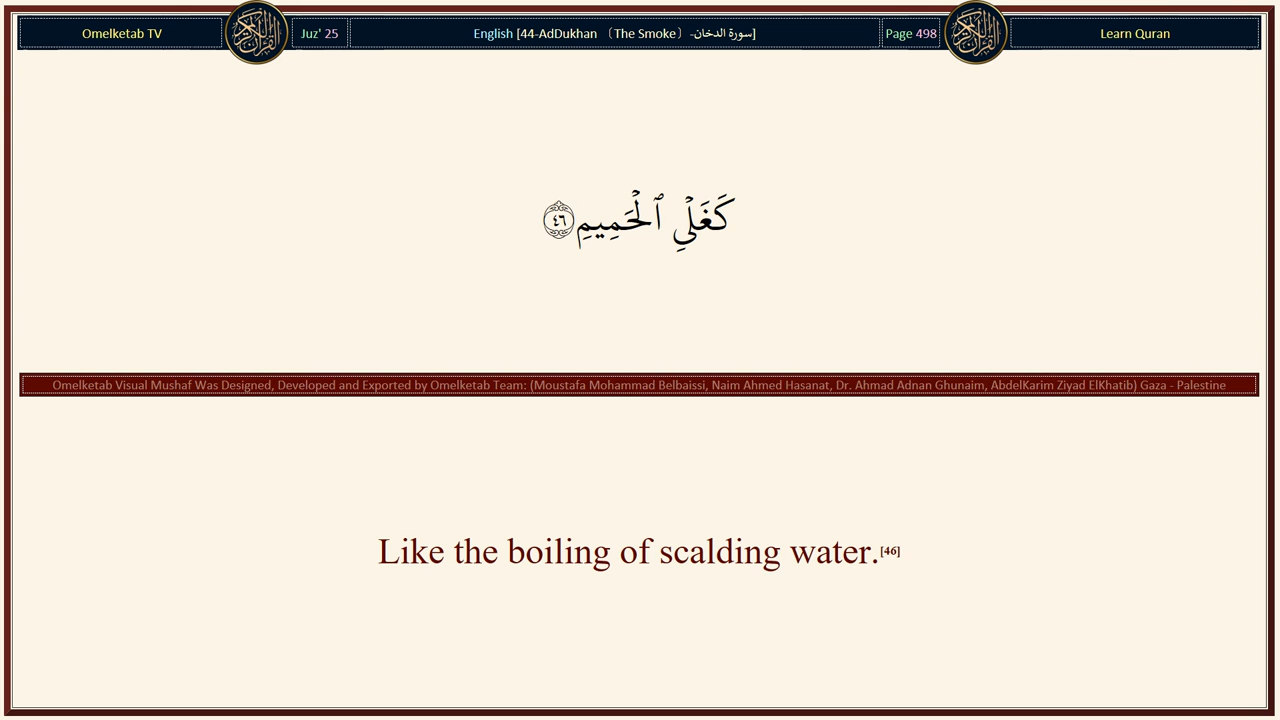 Omelketab TV
Juz' 25
English [44-AdDukhan （The Smoke） -سورة الدخان]
Page 498
Learn Quran
كَغَلْيِ ٱلْحَمِيمِ ٤٦
Omelketab Visual Mushaf Was Designed, Developed and Exported by Omelketab Team: (Moustafa Mohammad Belbaissi, Naim Ahmed Hasanat, Dr. Ahmad Adnan Ghunaim, AbdelKarim Ziyad ElKhatib) Gaza - Palestine
Like the boiling of scalding water.[46]